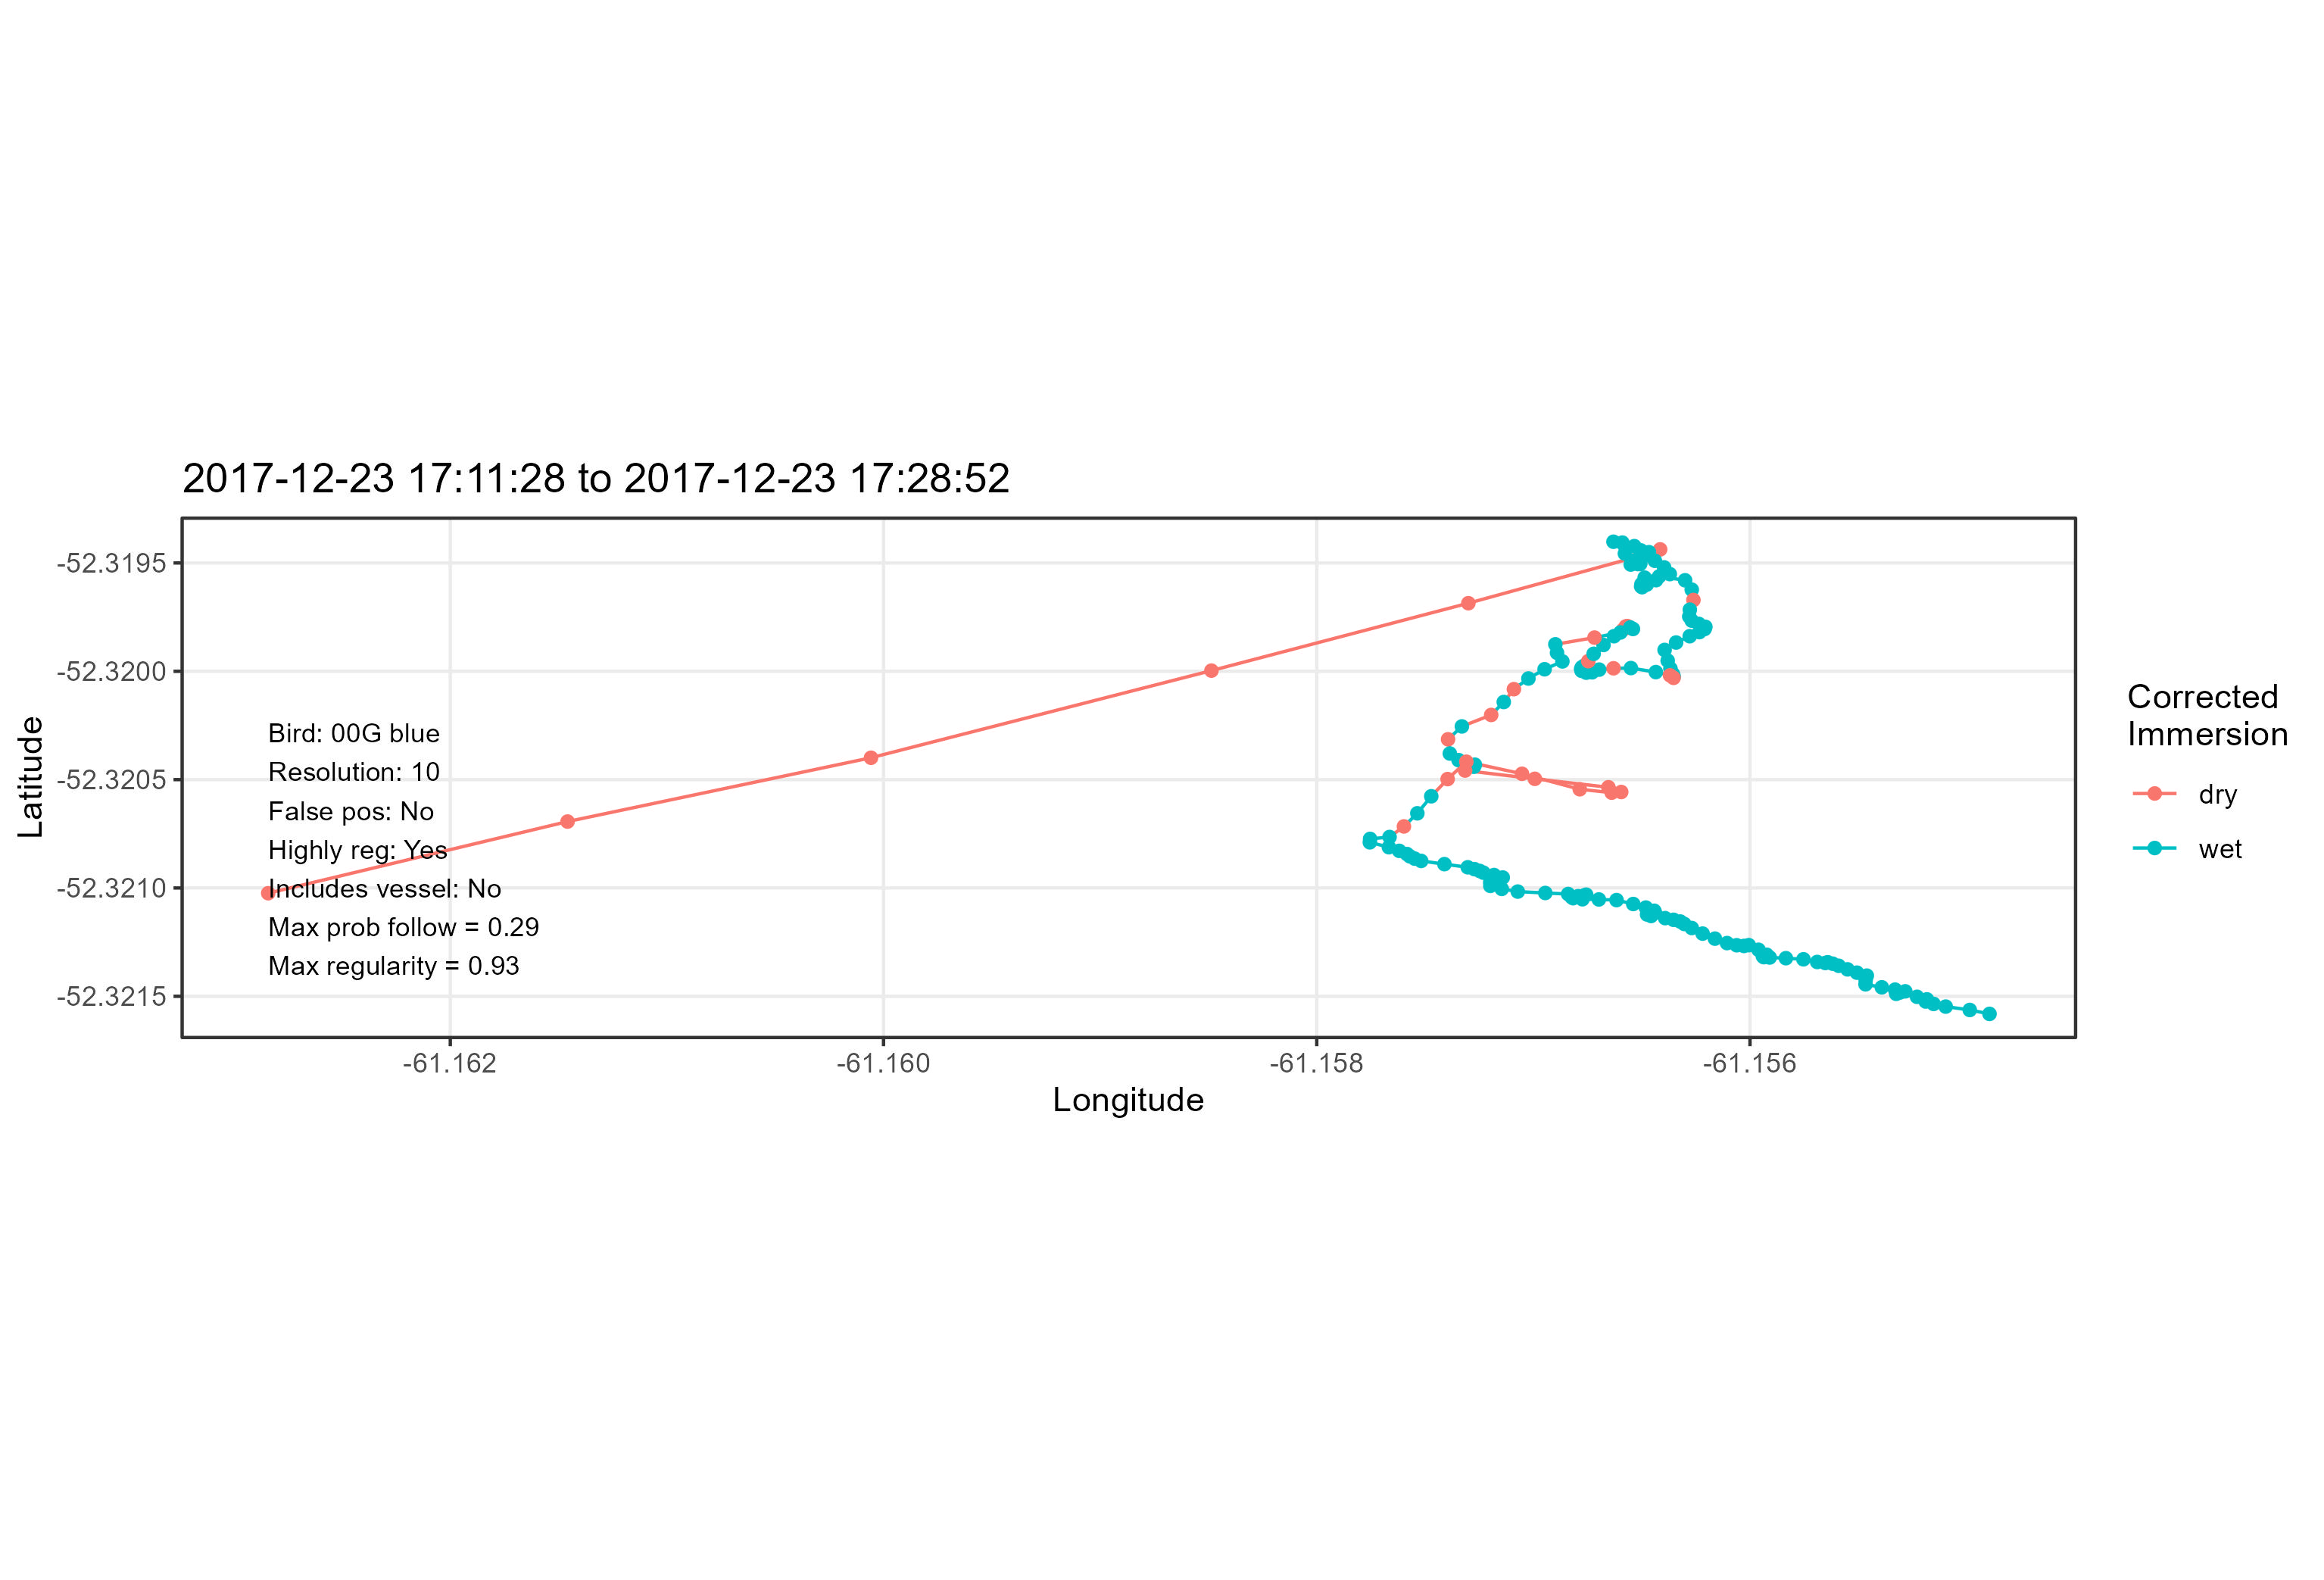 2017-12-23 17:11:28 to 2017-12-23 17:28:52
-52.3195
-52.3200
-52.3205
-52.3210
-52.3215
Latitude
Bird: 00G blue
Resolution: 10
False pos: No
Highly reg: Yes
Includes vessel: No
Max prob follow = 0.29
Max regularity = 0.93
-61.162
-61.160
-61.158
-61.156
Longitude
Corrected
Immersion
dry
wet